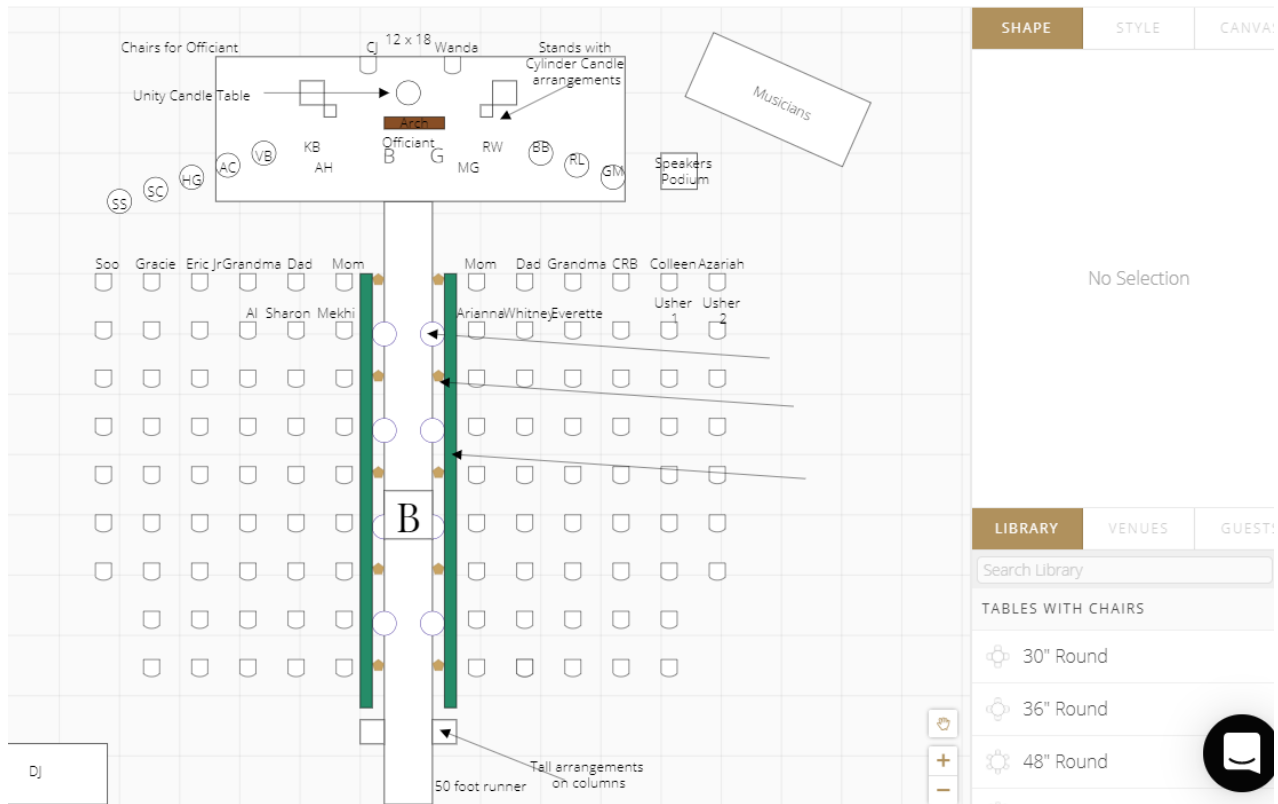 SHAPE
STYLE
CANVAS
12 x 18
Chairs for Officiant
CJ
Wanda
Stands with
Cylinder Candle
arrangements
Unity Candle Table
Musicians
Arch
Officiant
B
G
KB
AH
RW
MG
VB
AC
HG
SC
SS
BB
RL
GM
Speakers
Podium
Soo
Gracie
Eric Jr
Grandma
Dad
Mom
Mom
Dad
Grandma
CRB
Colleen
Azariah
Al
Sharon
Mekhi
Arianna
Whitney
Everette
Usher
1
Usher
2
No Selection
B
LIBRARY
VENUES
GUESTS
Search Library
TABLES WITH CHAIRS
30" Round
36" Round
48" Round
DJ
Tall arrangements
on columns
50 foot runner